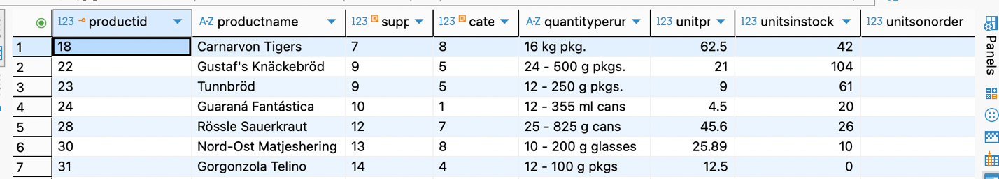 123 productid A-Z productname 123 supp 123 cate A-Z quantityperur 123 unitpr 123 unitsinstock 123 unitsonorder
1 18 Carnarvon Tigers 7 8 16 kg pkg. 62.5 42
2 22 Gustaf's Knäckebröd 9 5 24 - 500 g pkgs. 21 104
3 23 Tunnbröd 9 5 12 - 250 g pkgs. 9 61
4 24 Guaraná Fantástica 10 1 12 - 355 ml cans 4.5 20
5 28 Rössle Sauerkraut 12 7 25 - 825 g cans 45.6 26
6 30 Nord-Ost Matjeshering 13 8 10 - 200 g glasses 25.89 10
7 31 Gorgonzola Telino 14 4 12 - 100 g pkgs 12.5 0
Panels